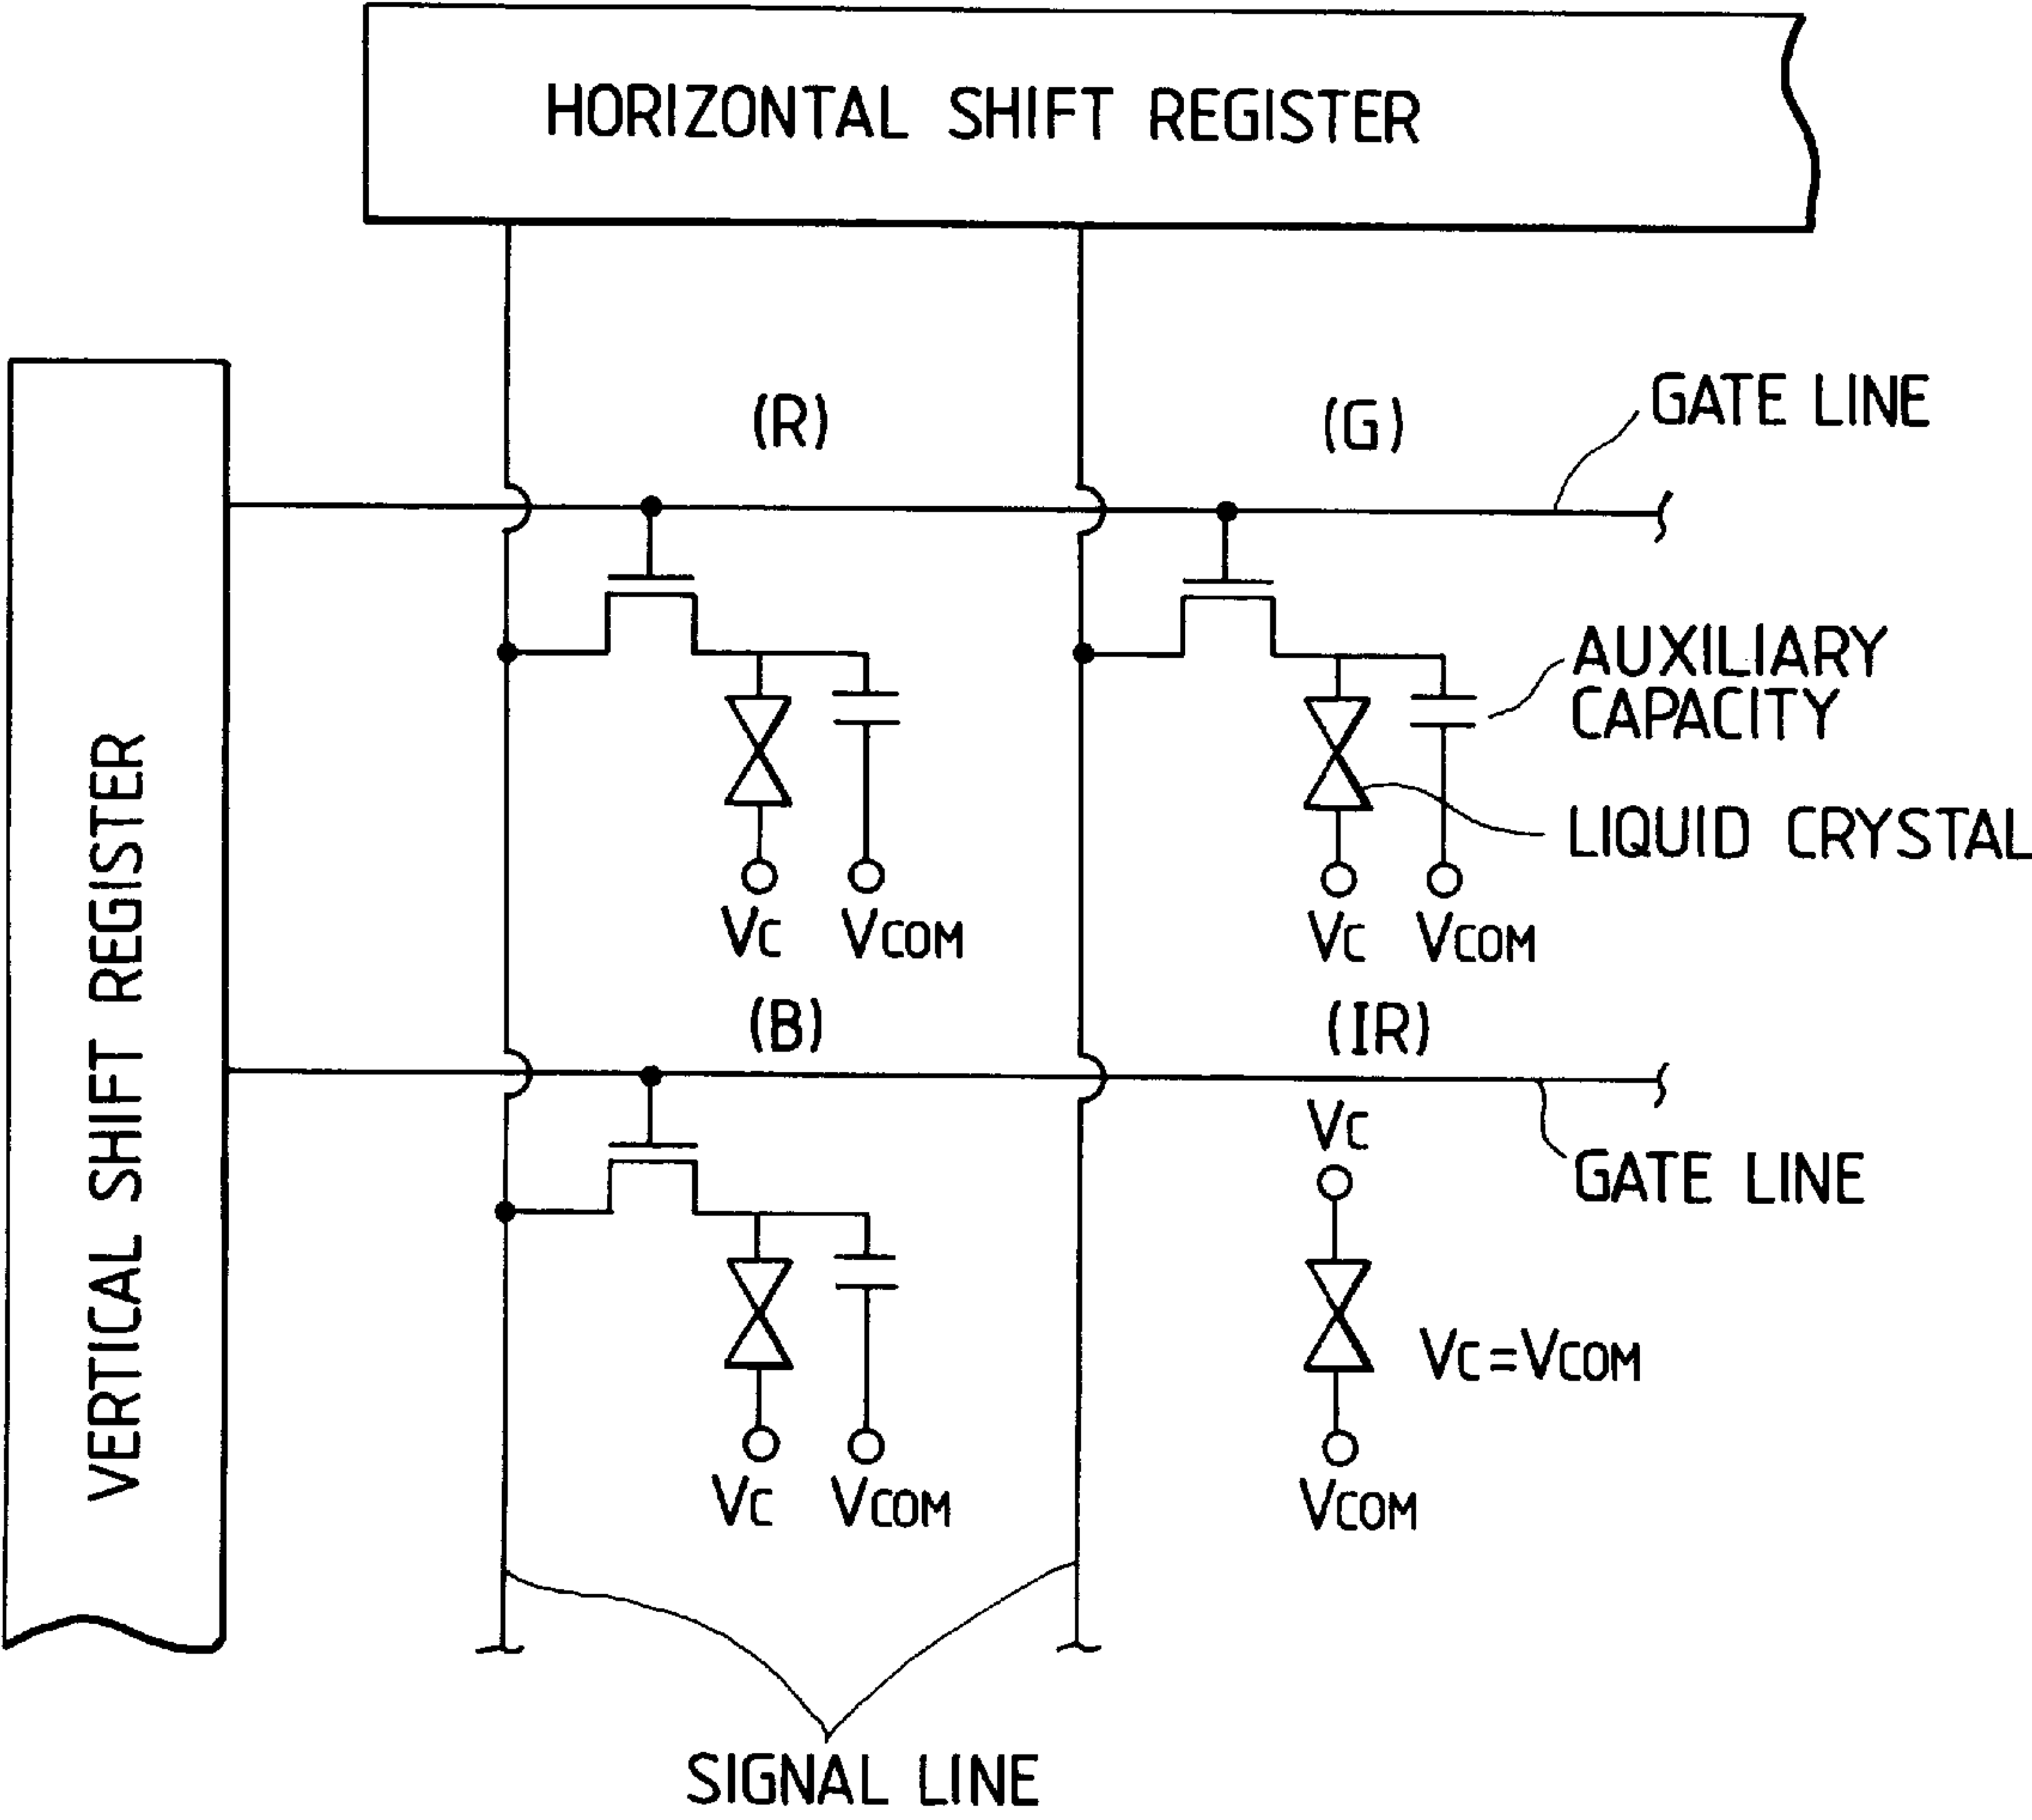 HORIZONTAL SHIFT REGISTER
(R)
(G)
GATE LINE
AUXILIARY
CAPACITY
LIQUID CRYSTAL
VC
VCOM
VC
VCOM
VERTICAL SHIFT REGISTER
(B)
(IR)
VC
GATE LINE
VC=VCOM
VC
VCOM
VCOM
SIGNAL LINE